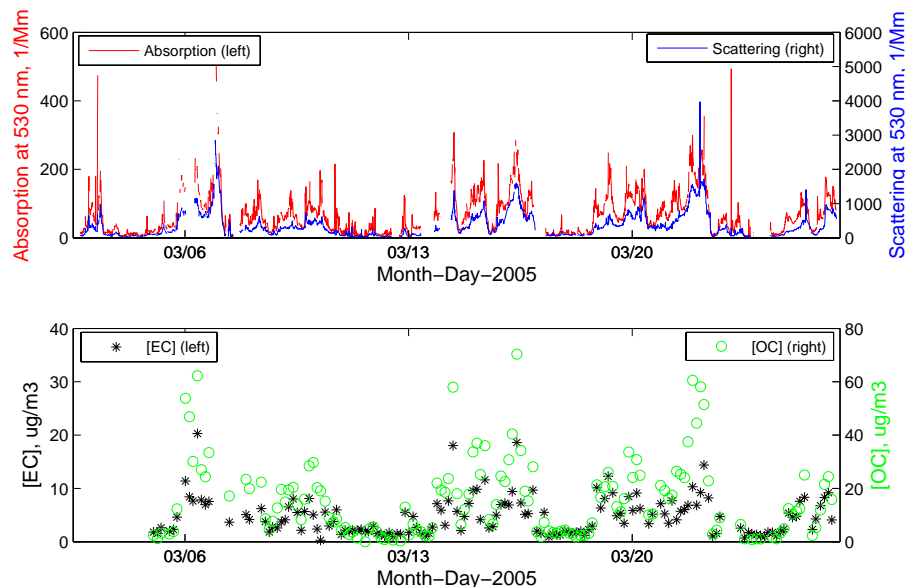 600
6000
Absorption (left)
Scattering (right)
5000
400
4000
3000
200
2000
1000
0
0
03/06
03/13
03/20
Month−Day−2005
Absorption at 530 nm, 1/Mm
Scattering at 530 nm, 1/Mm
40
80
[EC] (left)
[OC] (right)
30
60
20
40
10
20
0
0
03/06
03/13
03/20
Month−Day−2005
[EC], ug/m3
[OC], ug/m3